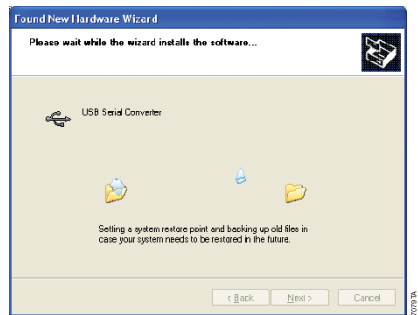 Found New Hardware Wizard
Please wait while the wizard installs the software...
USB Serial Converter
Setting a system restore point and backing up old files in
case your system needs to be restored in the future.
< Back Next > Cancel
7079TA